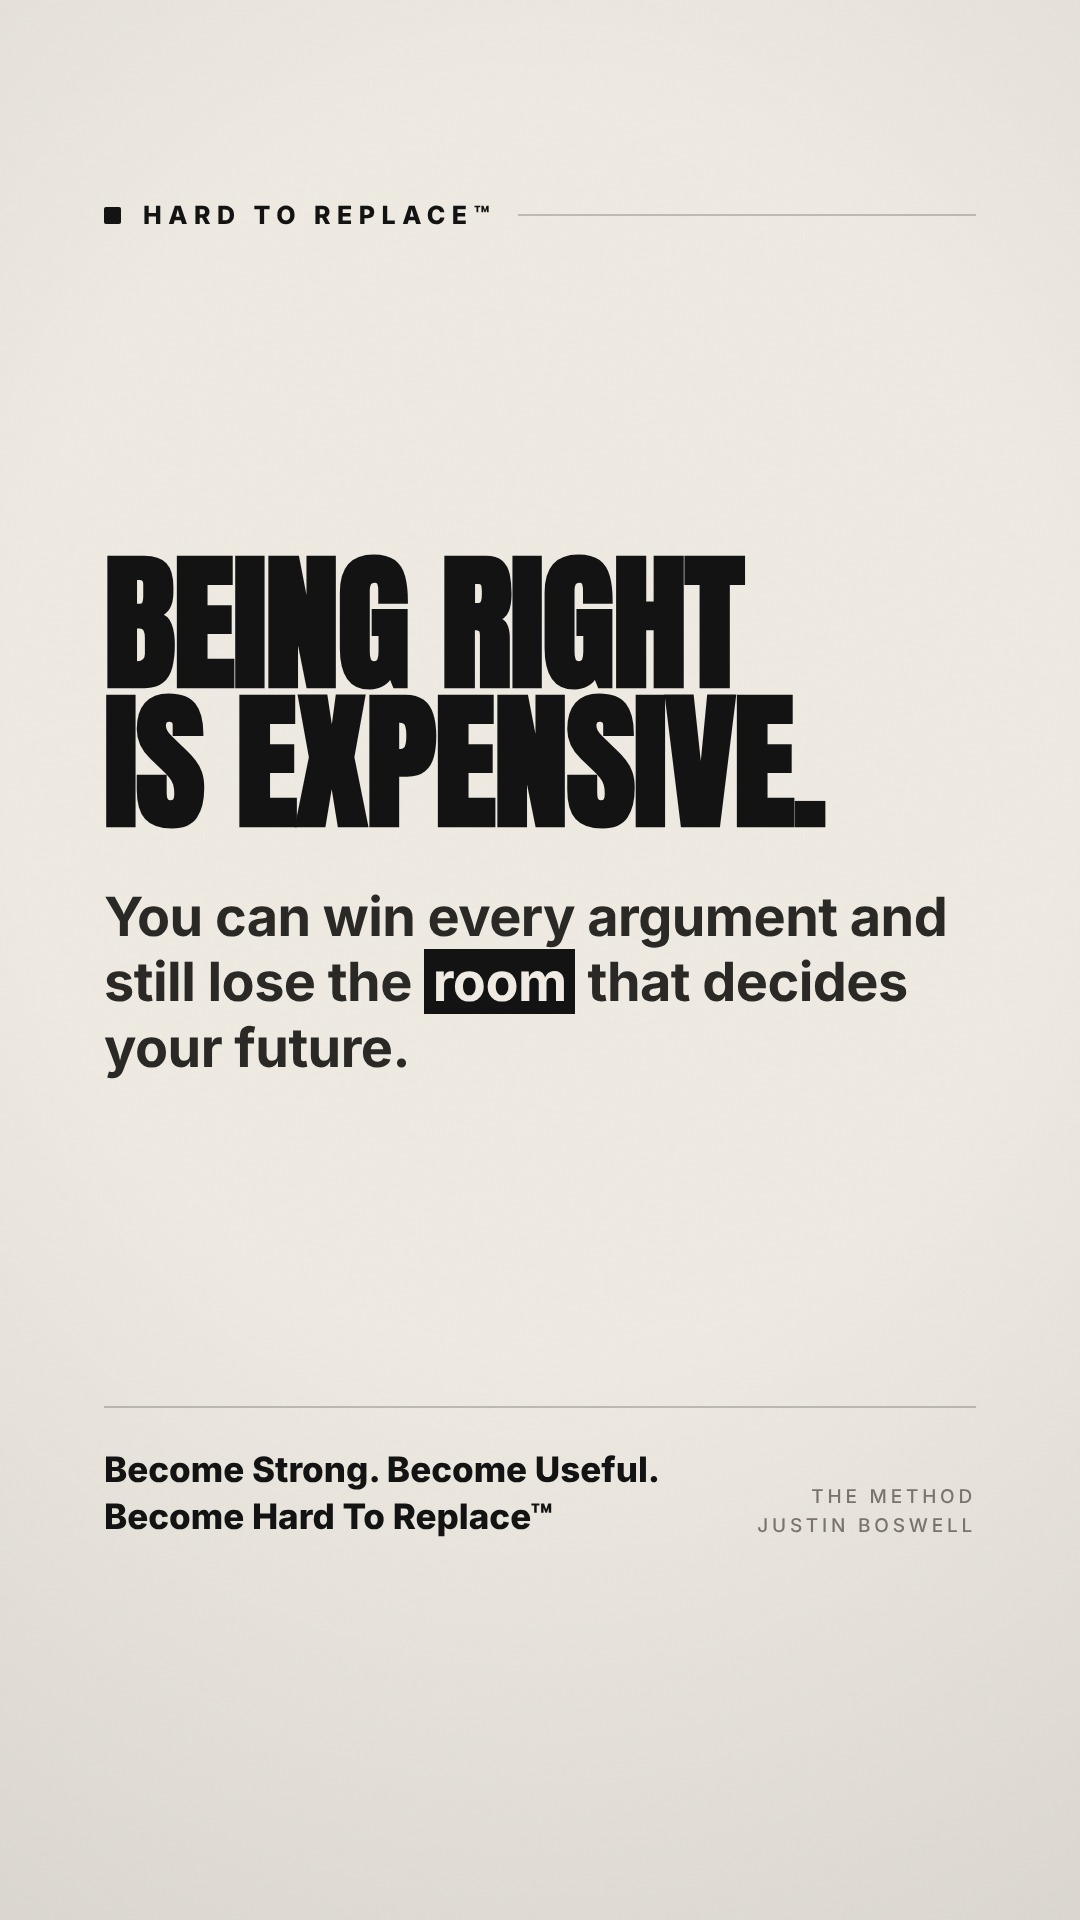 HARD TO REPLACE™
BEING RIGHT
IS EXPENSIVE.
You can win every argument and
still lose the room that decides
your future.
Become Strong. Become Useful.
Become Hard To Replace™
THE METHOD
JUSTIN BOSWELL